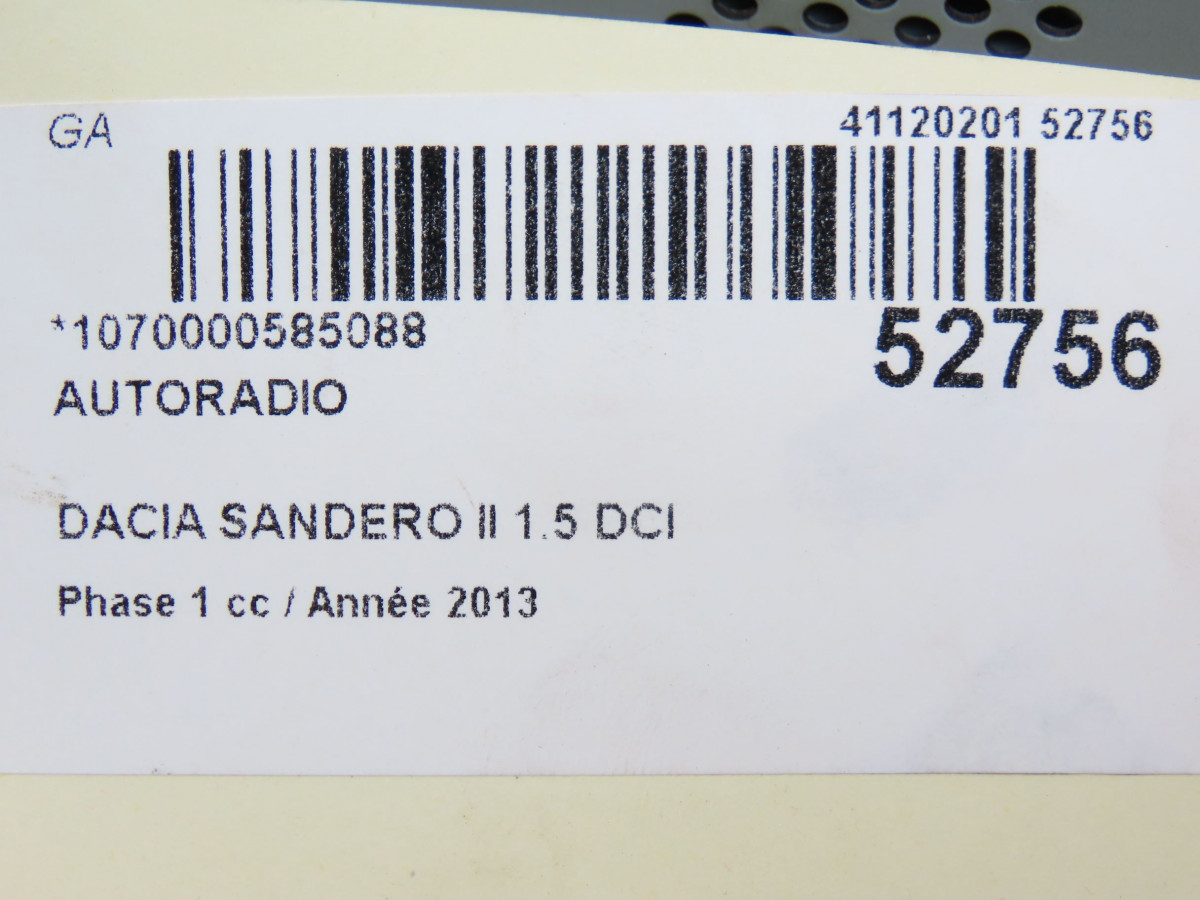 GA 41120201 52756
*1070000585088 52756
AUTORADIO
DACIA SANDERO II 1.5 DCI
Phase 1 cc / Année 2013